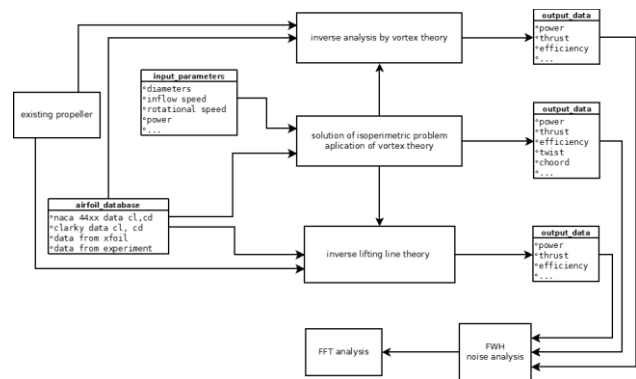 inverse analysis by vortex theory
output_data
°power
°thrust
°efficiency
°...
input_parameters
°diameters
°inflow speed
°rotational speed
°power
°...
existing propeller
solution of isoperimetric problem
aplication of vortex theory
output_data
°power
°thrust
°efficiency
°twist
°choord
°...
airfoil_database
°naca 44xx data cl,cd
°clarky data cl, cd
°data from xfoil
°data from experiment
inverse lifting line theory
output_data
°power
°thrust
°efficiency
°...
FFT analysis
FWH
noise analysis